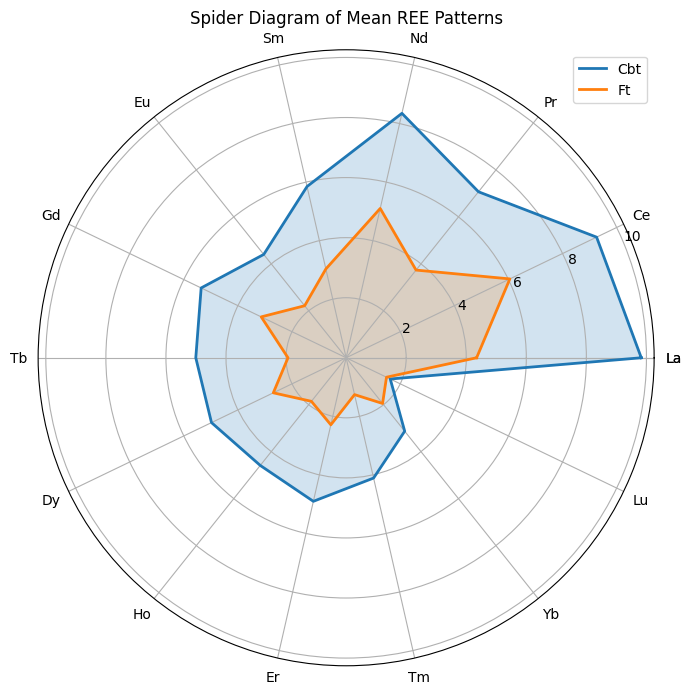 Spider Diagram of Mean REE Patterns
Sm
Nd
Cbt
Ft
Eu
Pr
Gd
Ce
10
8
6
4
2
Tb
La
Dy
Lu
Ho
Yb
Er
Tm